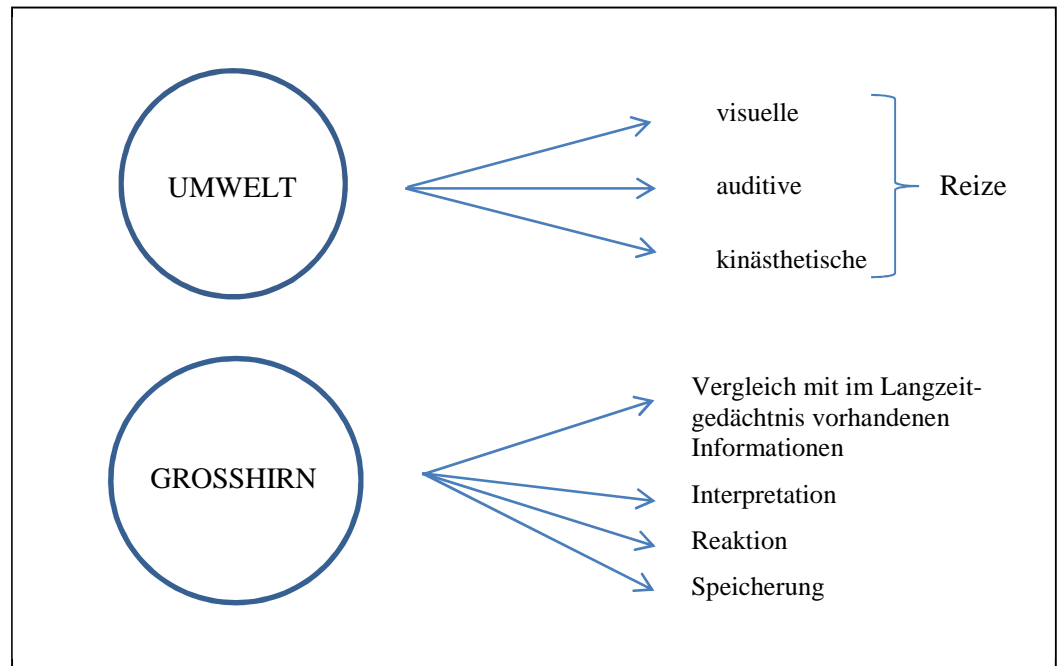 UMWELT
visuelle
auditive
kinästhetische
Reize
GROSSHIRN
Vergleich mit im Langzeit-
gedächtnis vorhandenen
Informationen
Interpretation
Reaktion
Speicherung